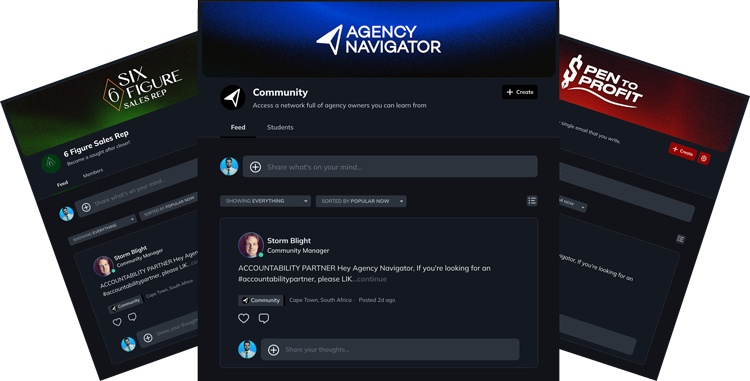 SIX
6 FIGURE
SALES REP
6 Figure Sales Rep
Become a sought after closer!
Feed
Members
Share what's on your mind...
SHOWING EVERYTHING
SORTED BY POPULAR NOW
Storm Blight
Community Manager
ACCOUNTABILITY PARTNER Hey Agency
#accountabilitypartner, please LIK...
Community
Cape Town, South Africa
Share your thoughts...
AGENCY
NAVIGATOR
Community
Access a network full of agency owners you can learn from
+ Create
Feed
Students
Share what's on your mind...
SHOWING EVERYTHING
SORTED BY POPULAR NOW
Storm Blight
Community Manager
ACCOUNTABILITY PARTNER Hey Agency Navigator, If you're looking for an
#accountabilitypartner, please LIK...continue
Community
Cape Town, South Africa · Posted 2d ago
Share your thoughts...
PEN TO
PROFIT
single email that you write.
+ Create
NOW
Navigator, If you're looking for an